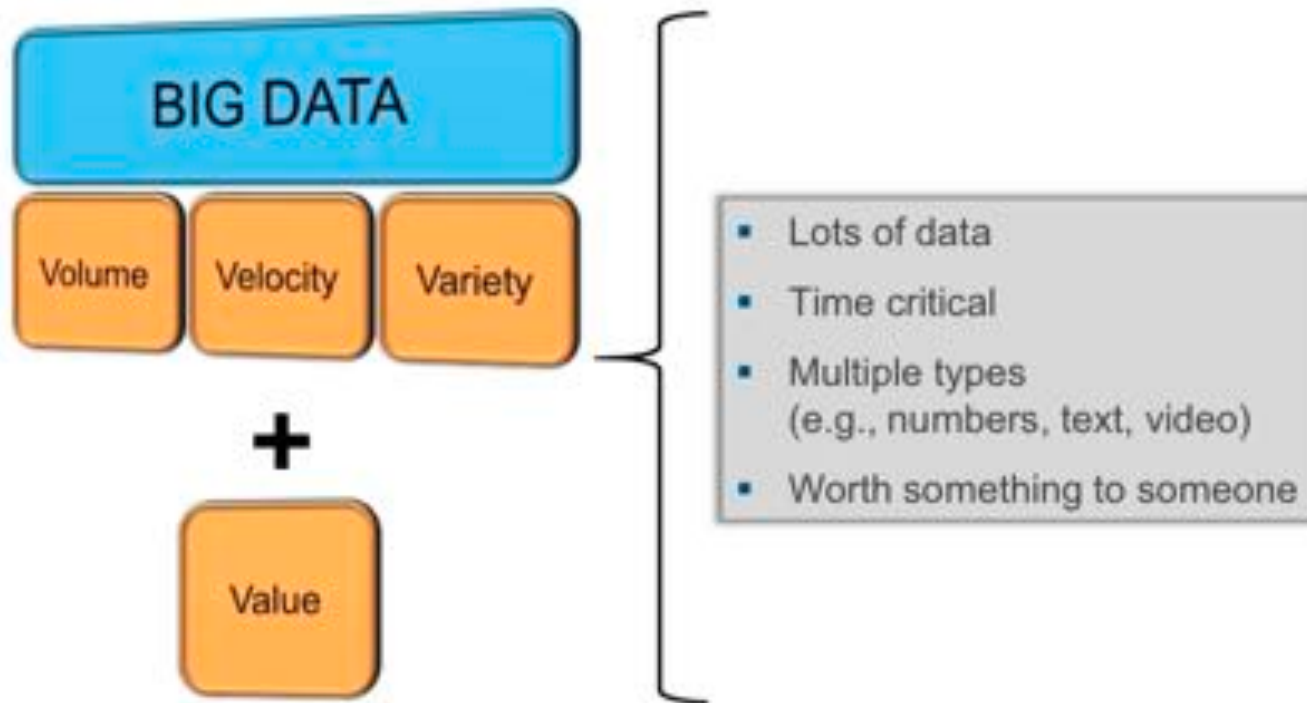 BIG DATA
Volume Velocity Variety
+
Value
▪ Lots of data
▪ Time critical
▪ Multiple types
(e.g., numbers, text, video)
▪ Worth something to someone